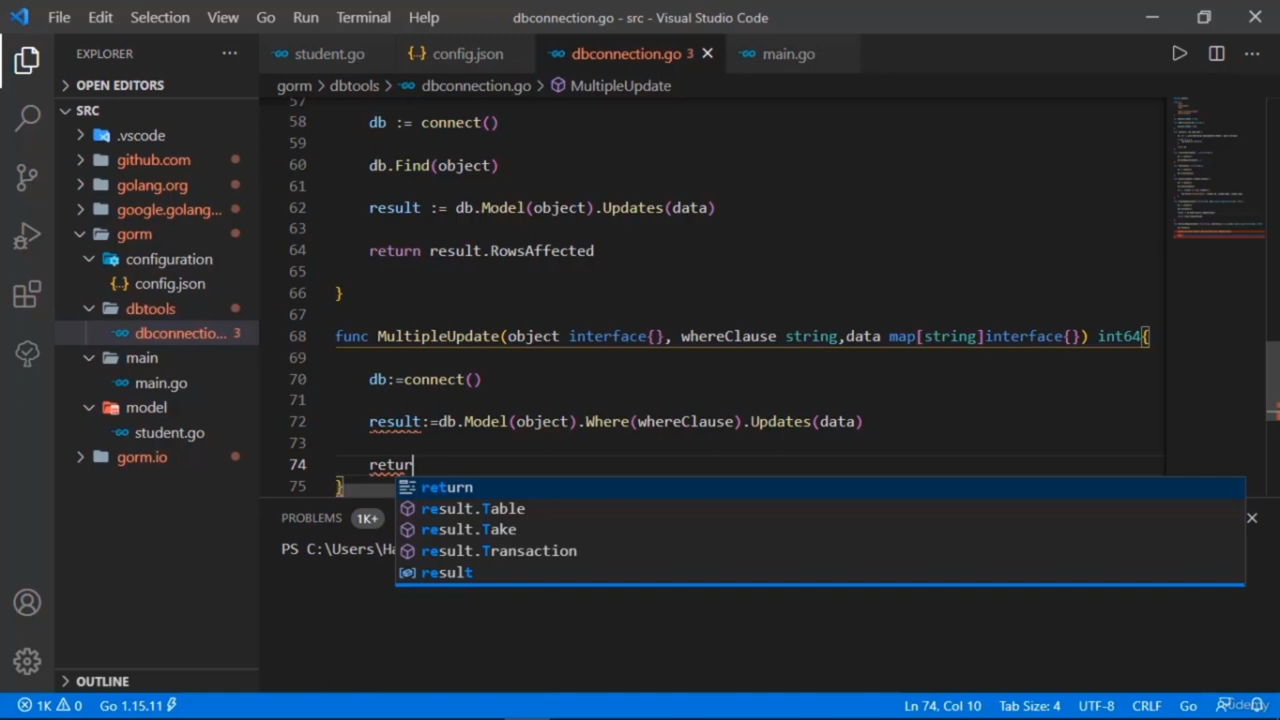 File Edit Selection View Go Run Terminal Help dbconnection.go - src - Visual Studio Code
EXPLORER ...
student.go {} config.json dbconnection.go 3 main.go
OPEN EDITORS
gorm > dbtools > dbconnection.go > MultipleUpdate
SRC
.vscode
github.com
golang.org
google.golang...
gorm
configuration
{} config.json
dbtools
dbconnectio... 3
main
main.go
model
student.go
gorm.io
57
58 db := connect()
59
60 db.Find(object)
61
62 result := db.Model(object).Updates(data)
63
64 return result.RowsAffected
65
66 }
67
68 func MultipleUpdate(object interface{}, whereClause string,data map[string]interface{}) int64{
69
70 db:=connect()
71
72 result:=db.Model(object).Where(whereClause).Updates(data)
73
74 retur
75 }
return
result.Table
result.Take
result.Transaction
result
PROBLEMS 1K+
PS C:\Users\Ha
OUTLINE
1K 0 Go 1.15.11 Ln 74, Col 10 Tab Size: 4 UTF-8 CRLF Go
Udemy